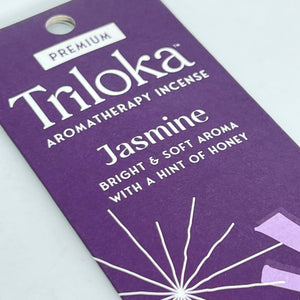 PREMIUM
Triloka™
AROMATHERAPY INCENSE
Jasmine
BRIGHT & SOFT AROMA
WITH A HINT OF HONEY